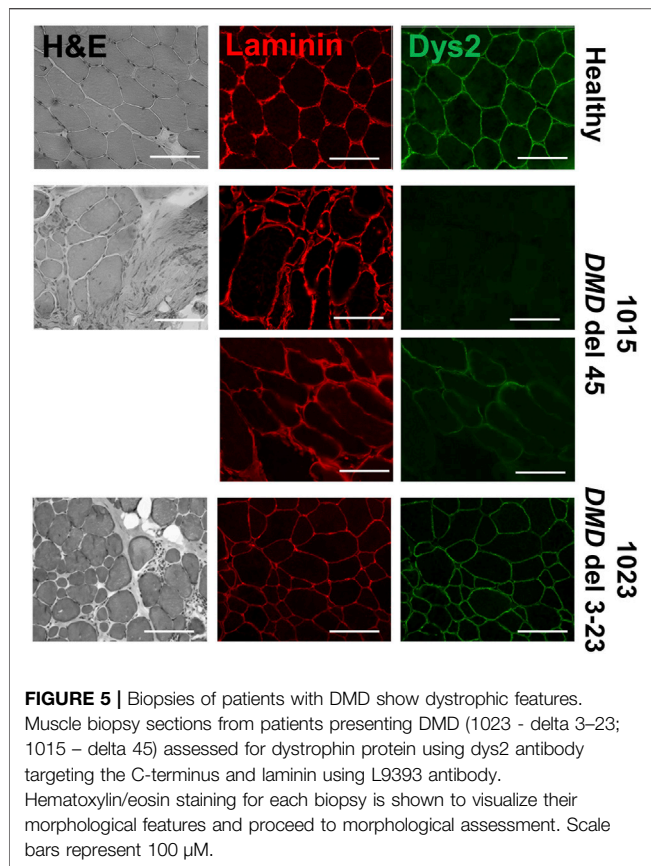 H&E
Laminin
Dys2
Healthy
1015
DMD del 45
1023
DMD del 3-23
FIGURE 5 | Biopsies of patients with DMD show dystrophic features.
Muscle biopsy sections from patients presenting DMD (1023 - delta 3–23;
1015 – delta 45) assessed for dystrophin protein using dys2 antibody
targeting the C-terminus and laminin using L9393 antibody.
Hematoxylin/eosin staining for each biopsy is shown to visualize their
morphological features and proceed to morphological assessment. Scale
bars represent 100 µM.